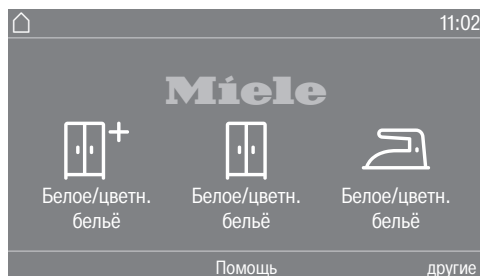 11:02
Miele
Белое/цветн. Белое/цветн. Белое/цветн.
бельё бельё бельё
Помощь другие